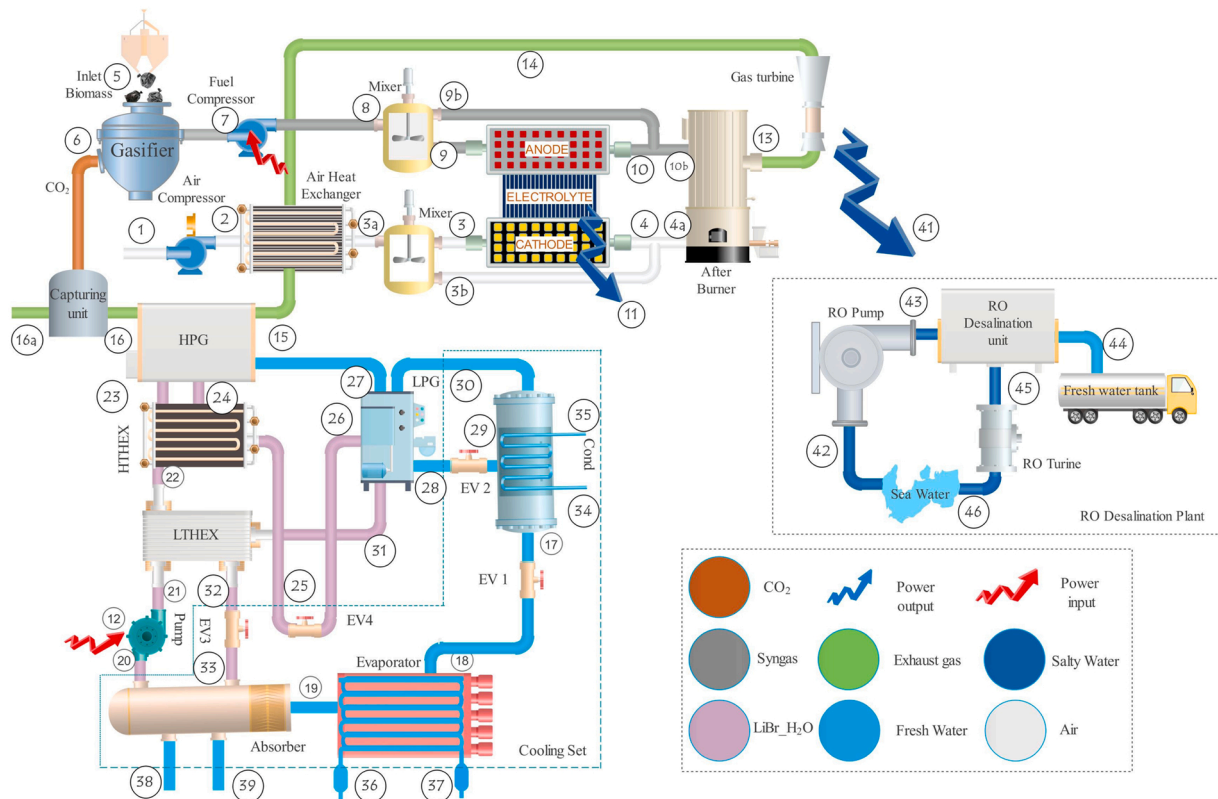 14
Inlet
Biomass
5
Fuel
Compressor
7
Gas turbine
Mixer
8
9b
6
Gasifier
9
ANODE
10
10b
13
CO2
Air
Compressor
Air Heat
Exchanger
ELECTROLYTE
Mixer
1
2
3a
3
CATHODE
4
4a
41
3b
After
Burner
11
Capturing
unit
16a
16
HPG
15
RO Pump
43
RO
Desalination
unit
44
Fresh water tank
45
42
RO Turine
Sea Water
46
RO Desalination Plant
23
24
27
LPG
30
26
29
35
Cond
HTHEX
22
28
EV 2
34
LTHEX
31
17
21
32
25
EV 1
12
Pump
EV3
EV4
20
33
Evaporator
18
19
Absorber
Cooling Set
38
39
36
37
CO2
Power
output
Power
input
Syngas
Exhaust gas
Salty Water
LiBr_H2O
Fresh Water
Air